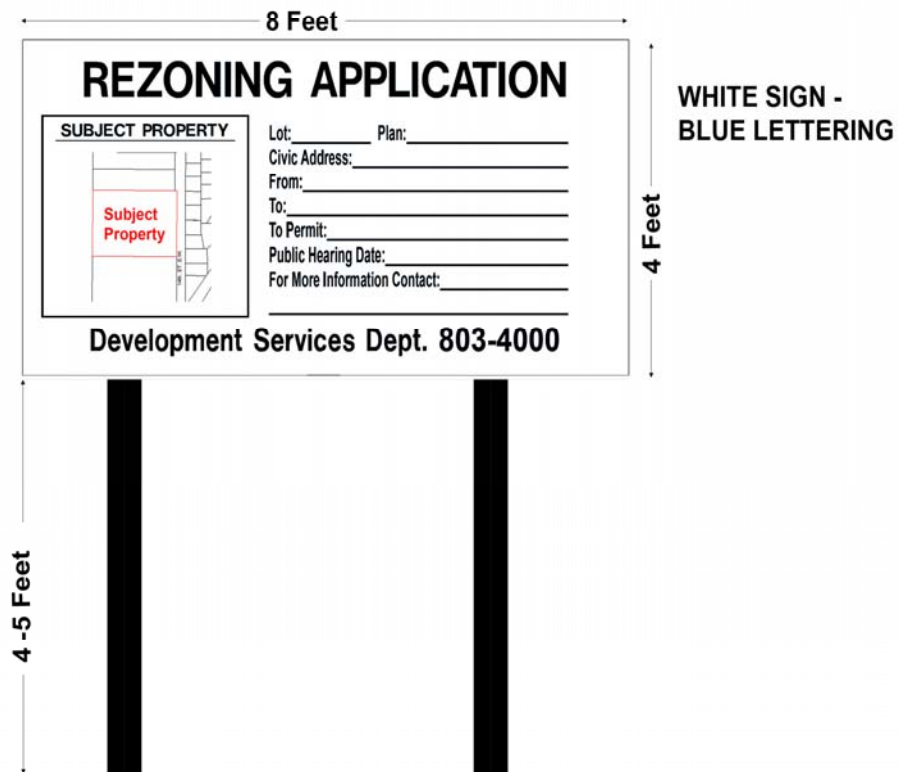 8 Feet
REZONING APPLICATION
WHITE SIGN -
BLUE LETTERING
SUBJECT PROPERTY
Subject
Property
Lot: Plan:
Civic Address:
From:
To:
To Permit:
Public Hearing Date:
For More Information Contact:
4 Feet
Development Services Dept. 803-4000
4 -5 Feet